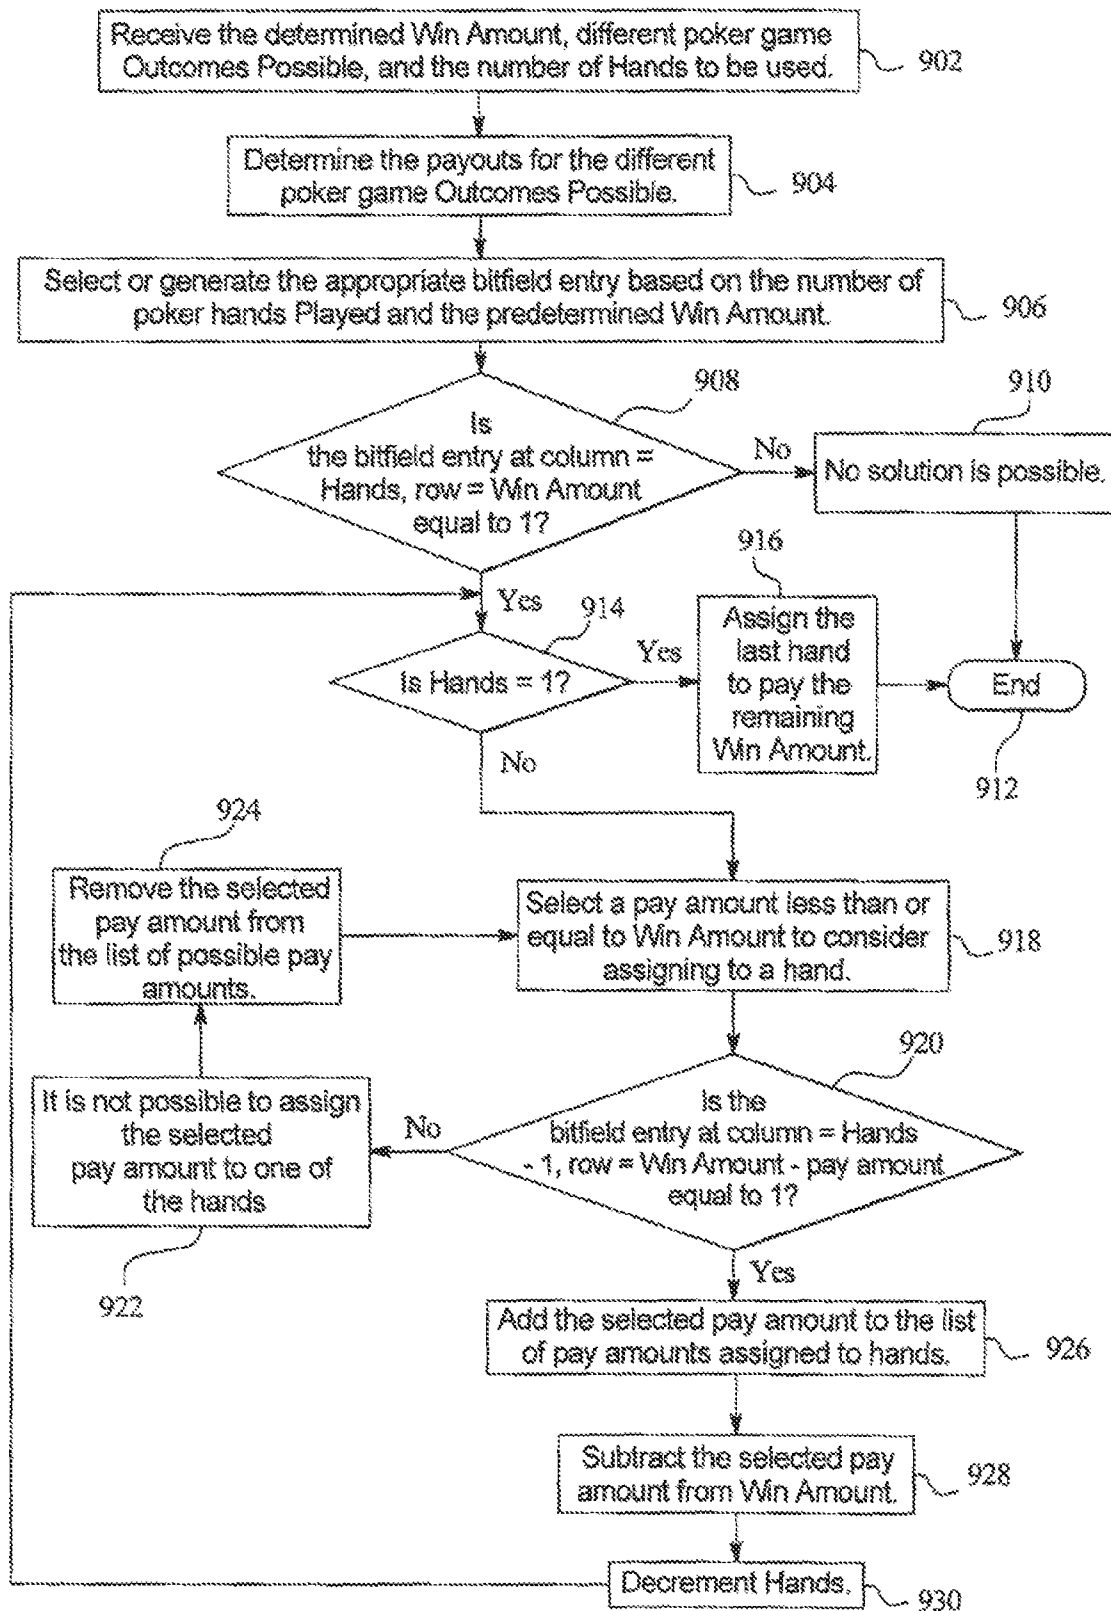 Receive the determined Win Amount, different poker game
Outcomes Possible, and the number of Hands to be used.
902
Determine the payouts for the different
poker game Outcomes Possible.
904
Select or generate the appropriate bitfield entry based on the number of
poker hands Played and the predetermined Win Amount.
906
908
Is
the bitfield entry at column =
Hands, row = Win Amount
equal to 1?
No
910
No solution is possible.
Yes
914
Is Hands = 1?
Yes
916
Assign the
last hand
to pay the
remaining
Win Amount.
End
912
No
924
Remove the selected
pay amount from
the list of possible pay
amounts.
Select a pay amount less than or
equal to Win Amount to consider
assigning to a hand.
918
920
Is the
bitfield entry at column = Hands
- 1, row = Win Amount - pay amount
equal to 1?
No
It is not possible to assign
the selected
pay amount to one of
the hands
922
Yes
Add the selected pay amount to the list
of pay amounts assigned to hands.
926
Subtract the selected pay
amount from Win Amount.
928
Decrement Hands.
930